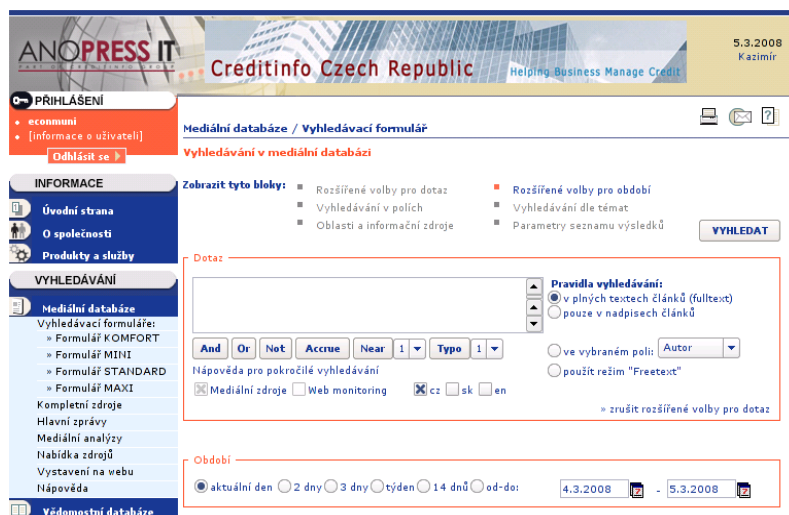 ANOPRESS IT
PART OF CREDITINFO GROUP
Creditinfo Czech Republic
Helping Business Manage Credit
5.3.2008
Kazimír
PŘIHLÁŠENÍ
econmuni
[informace o uživateli]
Odhlásit se
INFORMACE
Úvodní strana
O společnosti
Produkty a služby
VYHLEDÁVÁNÍ
Mediální databáze
Vyhledávací formuláře:
» Formulář KOMFORT
» Formulář MINI
» Formulář STANDARD
» Formulář MAXI
Kompletní zdroje
Hlavní zprávy
Mediální analýzy
Nabídka zdrojů
Vystavení na webu
Nápověda
Vědomostní databáze
Mediální databáze / Vyhledávací formulář
Vyhledávání v mediální databázi
Zobrazit tyto bloky:
Rozšířené volby pro dotaz
Rozšířené volby pro období
Vyhledávání v polích
Vyhledávání dle témat
Oblasti a informační zdroje
Parametry seznamu výsledků
VYHLEDAT
Dotaz
Pravidla vyhledávání:
v plných textech článků (fulltext)
pouze v nadpisech článků
And Or Not Accrue Near 1 Typo 1
ve vybraném poli: Autor
Nápověda pro pokročilé vyhledávání
použít režim "Freetext"
Mediální zdroje Web monitoring cz sk en
» zrušit rozšířené volby pro dotaz
Období
aktuální den 2 dny 3 dny týden 14 dnů od-do: 4.3.2008 - 5.3.2008